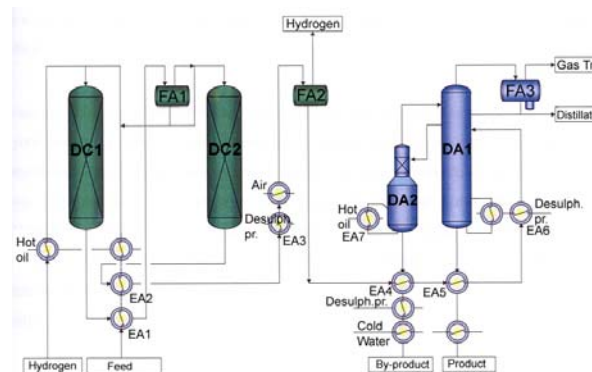 Hydrogen
Gas Tr
FA1
FA2
FA3
Distillat
DC1
DC2
DA1
DA2
Air
Desulph.
pr.
EA3
Hot
oil
EA7
Desulph.
pr.
EA6
Hot
oil
EA2
EA1
EA4
EA5
Desulph.pr.
Cold
Water
Hydrogen
Feed
By-product
Product